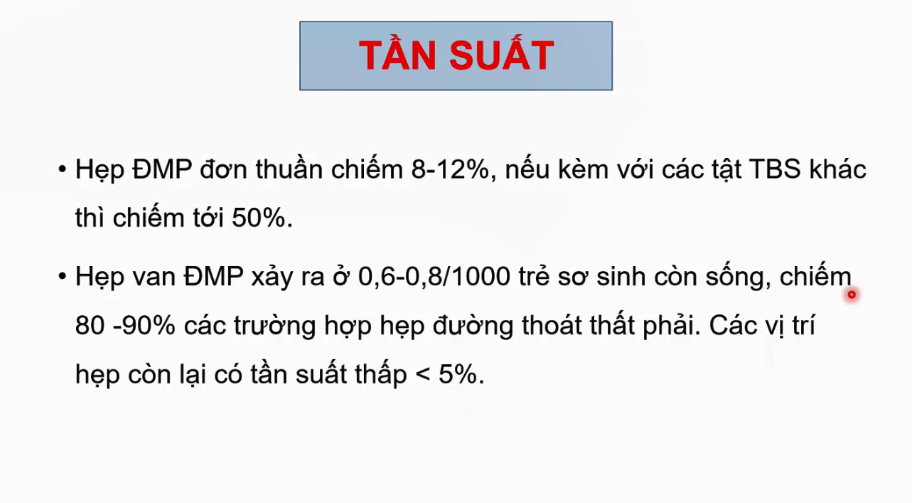 TẦN SUẤT
• Hẹp ĐMP đơn thuần chiếm 8-12%, nếu kèm với các tật TBS khác
thì chiếm tới 50%.
• Hẹp van ĐMP xảy ra ở 0,6-0,8/1000 trẻ sơ sinh còn sống, chiếm
80 -90% các trường hợp hẹp đường thoát thất phải. Các vị trí
hẹp còn lại có tần suất thấp < 5%.